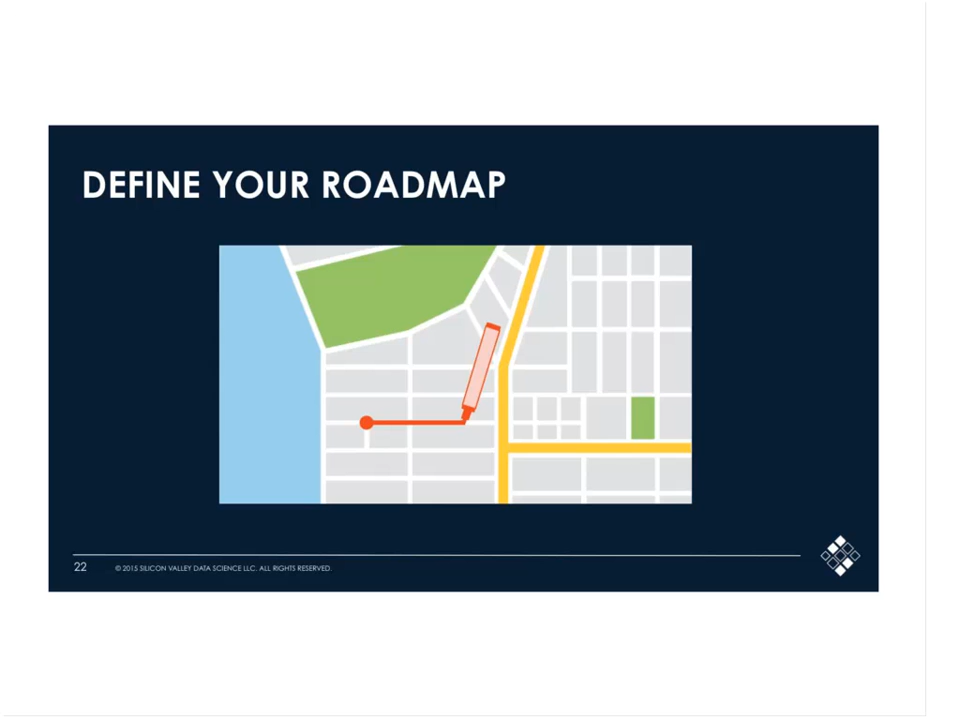 DEFINE YOUR ROADMAP
22 © 2015 SILICON VALLEY DATA SCIENCE LLC. ALL RIGHTS RESERVED.